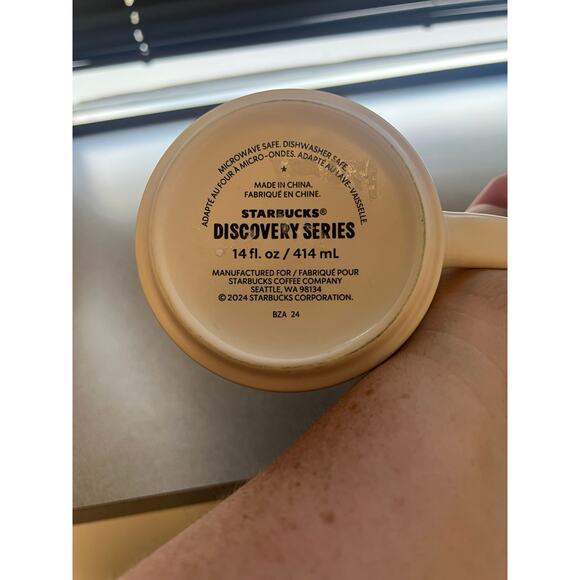 MICROWAVE SAFE. DISHWASHER SAFE.
ADAPTÉ AU FOUR À MICRO-ONDES. ADAPTÉ AU LAVE-VAISSELLE.
MADE IN CHINA.
FABRIQUÉ EN CHINE.
STARBUCKS®
DISCOVERY SERIES
14 fl. oz / 414 mL
MANUFACTURED FOR / FABRIQUÉ POUR
STARBUCKS COFFEE COMPANY
SEATTLE, WA 98134
© 2024 STARBUCKS CORPORATION.
BZA 24